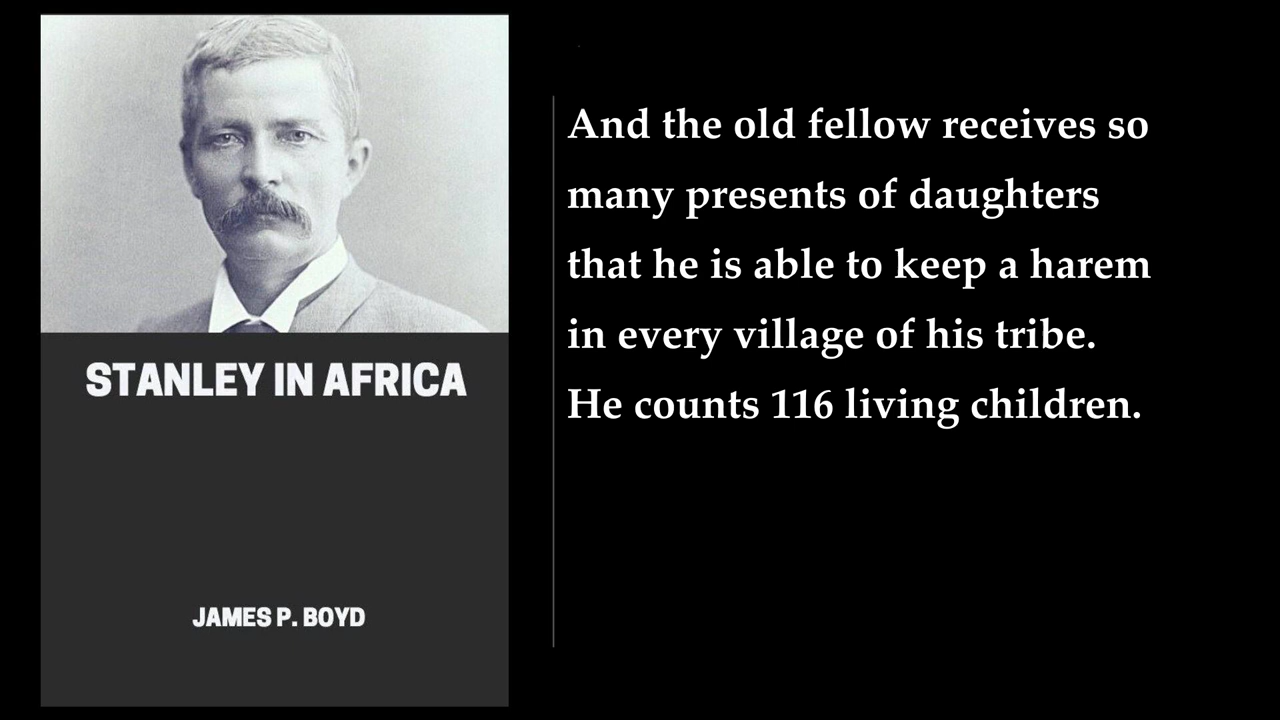 STANLEY IN AFRICA
JAMES P. BOYD
And the old fellow receives so
many presents of daughters
that he is able to keep a harem
in every village of his tribe.
He counts 116 living children.